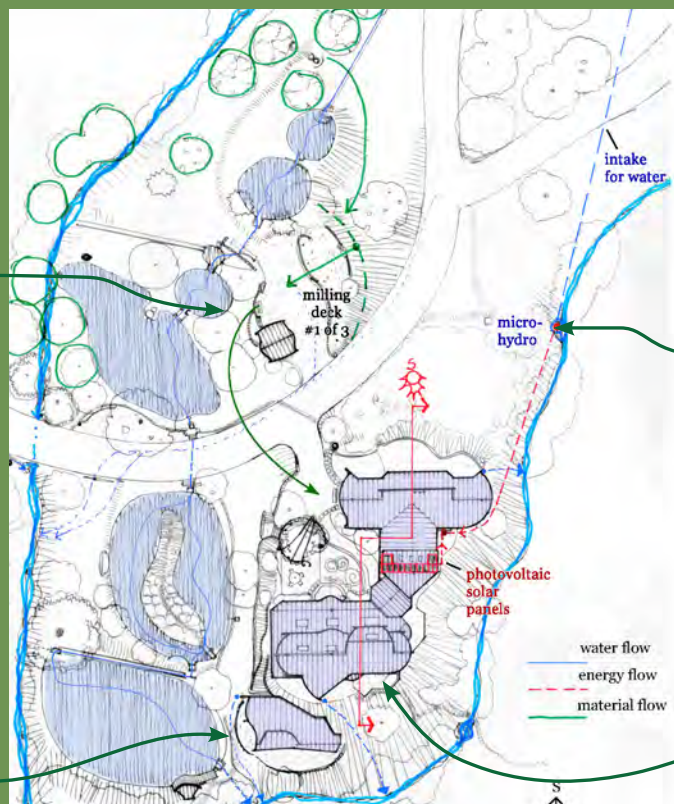 intake
for water
milling
deck
#1 of 3
micro-
hydro
S
photovoltaic
solar
panels
water flow
energy flow
material flow
S